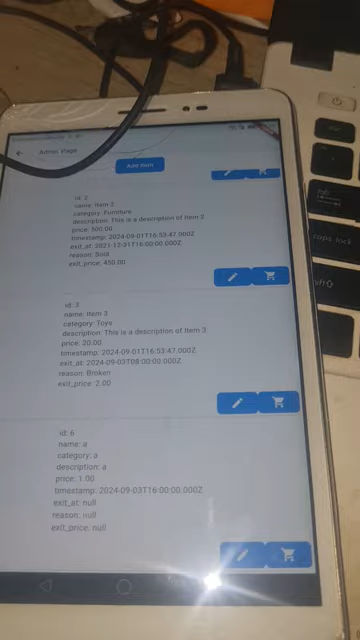 Admin Page
Add Item
id: 2
name: Item 2
category: Furniture
description: This is a description of Item 2
price: 500.00
timestamp: 2024-09-01T16:53:47.000Z
exit_at: 2021-12-31T16:00:00.000Z
reason: Sold
exit_price: 450.00
id: 3
name: Item 3
category: Toys
description: This is a description of Item 3
price: 20.00
timestamp: 2024-09-01T16:53:47.000Z
exit_at: 2024-09-03T08:00:00.000Z
reason: Broken
exit_price: 2.00
id: 6
name: a
category: a
description: a
price: 1.00
timestamp: 2024-09-03T16:00:00.000Z
exit_at: null
reason: null
exit_price: null
caps lock